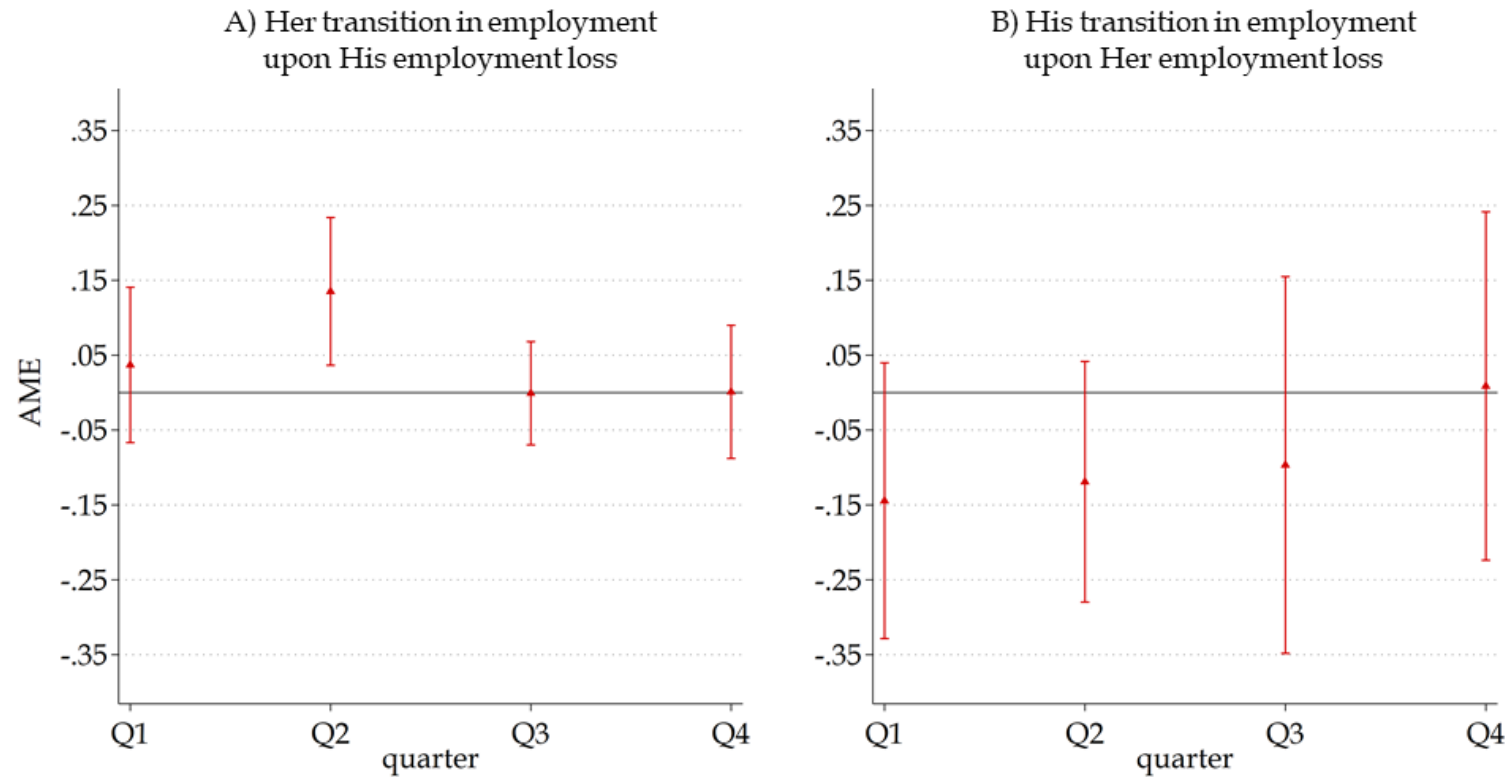 A) Her transition in employment
upon His employment loss
.35
.25
.15
.05
-.05
-.15
-.25
-.35
AME
Q1
Q2
Q3
Q4
quarter
B) His transition in employment
upon Her employment loss
.35
.25
.15
.05
-.05
-.15
-.25
-.35
Q1
Q2
Q3
Q4
quarter